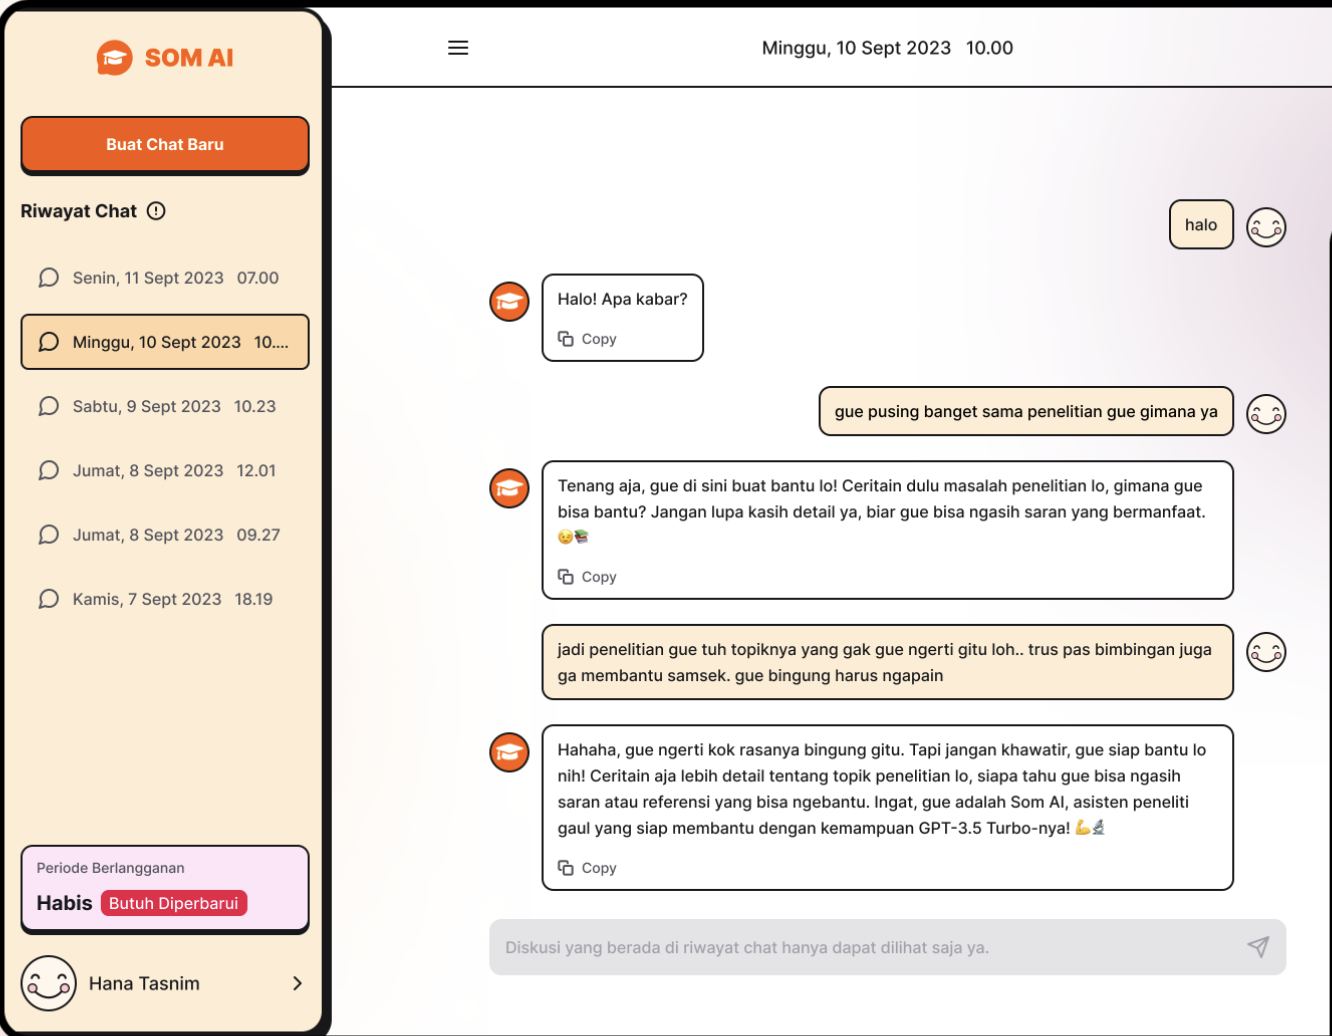 SOM AI
Buat Chat Baru
Riwayat Chat
Senin, 11 Sept 2023 07.00
Minggu, 10 Sept 2023 10....
Sabtu, 9 Sept 2023 10.23
Jumat, 8 Sept 2023 12.01
Jumat, 8 Sept 2023 09.27
Kamis, 7 Sept 2023 18.19
Periode Berlangganan
Habis Butuh Diperbarui
Hana Tasnim
Minggu, 10 Sept 2023 10.00
halo
Halo! Apa kabar?
Copy
gue pusing banget sama penelitian gue gimana ya
Tenang aja, gue di sini buat bantu lo! Ceritain dulu masalah penelitian lo, gimana gue
bisa bantu? Jangan lupa kasih detail ya, biar gue bisa ngasih saran yang bermanfaat.
😉📚
Copy
jadi penelitian gue tuh topiknya yang gak gue ngerti gitu loh.. trus pas bimbingan juga
ga membantu samsek. gue bingung harus ngapain
Hahaha, gue ngerti kok rasanya bingung gitu. Tapi jangan khawatir, gue siap bantu lo
nih! Ceritain aja lebih detail tentang topik penelitian lo, siapa tahu gue bisa ngasih
saran atau referensi yang bisa ngebantu. Ingat, gue adalah Som AI, asisten peneliti
gaul yang siap membantu dengan kemampuan GPT-3.5 Turbo-nya! 💪🔬
Copy
Diskusi yang berada di riwayat chat hanya dapat dilihat saja ya.